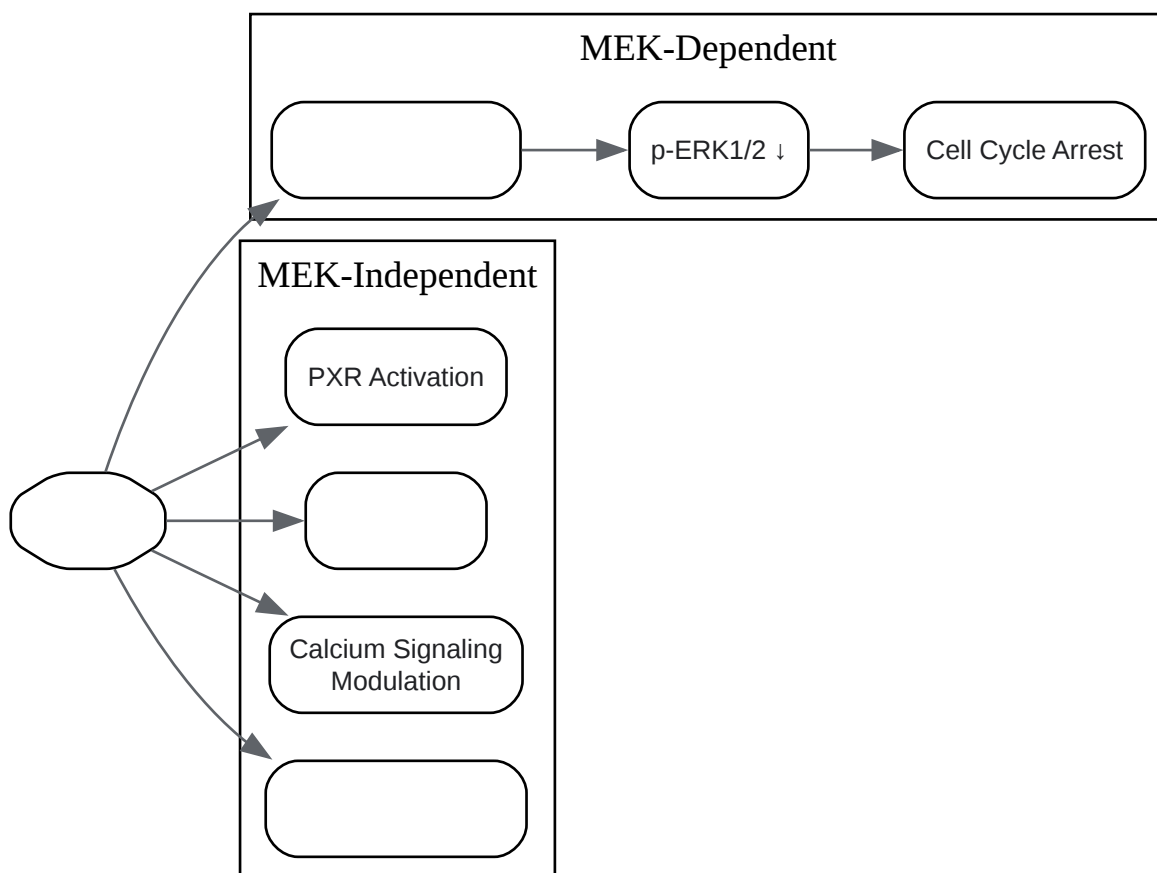 MEK-Dependent
p-ERK1/2 ↓
Cell Cycle Arrest
MEK-Independent
PXR Activation
Calcium Signaling
Modulation